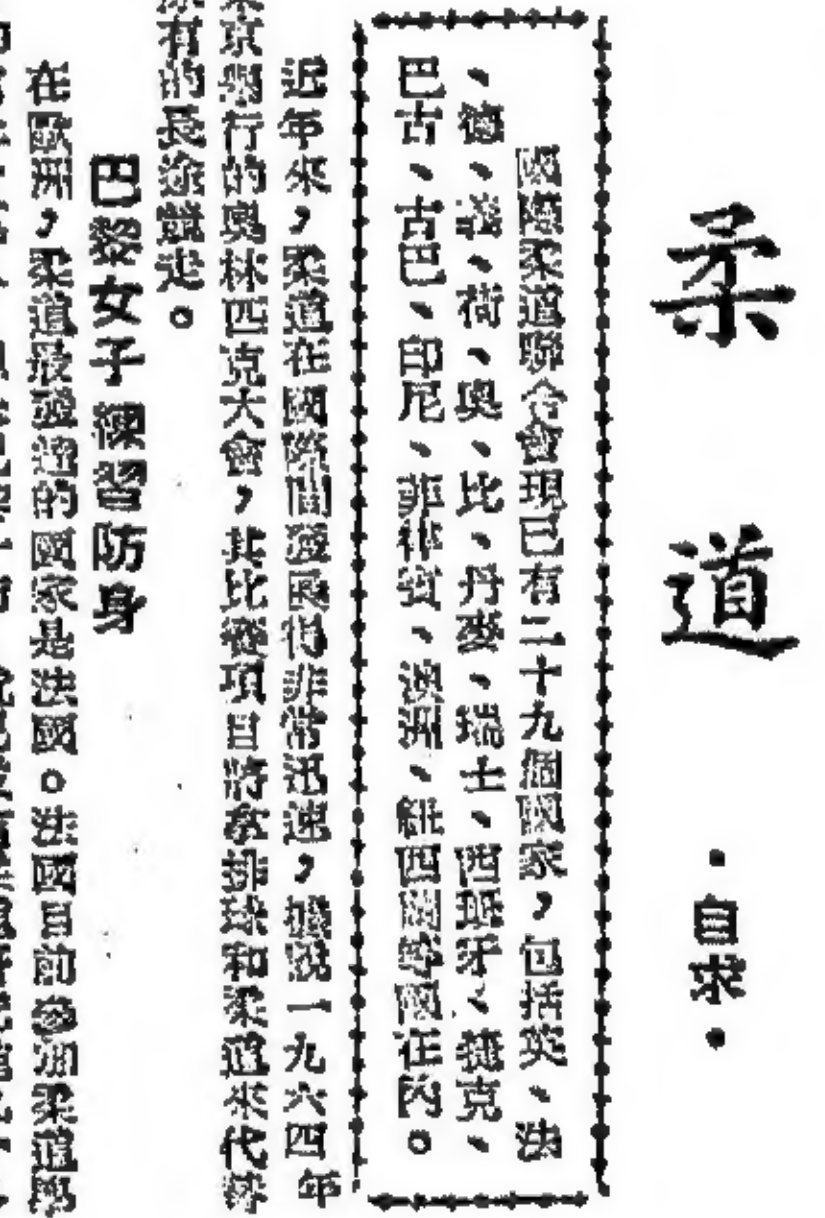 柔道
・自求・
國際柔道聯合會現已有二十九個國家，包括英、法
、德、義、荷、奧、比、丹麥、瑞士、西班牙、捷克、
巴古、古巴、印尼、菲律賓、澳洲、紐西蘭等國在內。
近年來，柔道在國際間發展得非常迅速，據說一九六四年
東京舉行的奧林匹克大會，其比賽項目將拿排球和柔道來代替
原有的長途競走。
巴黎女子練習防身
在歐洲，柔道最發達的國家是法國。法國目前參加柔道學